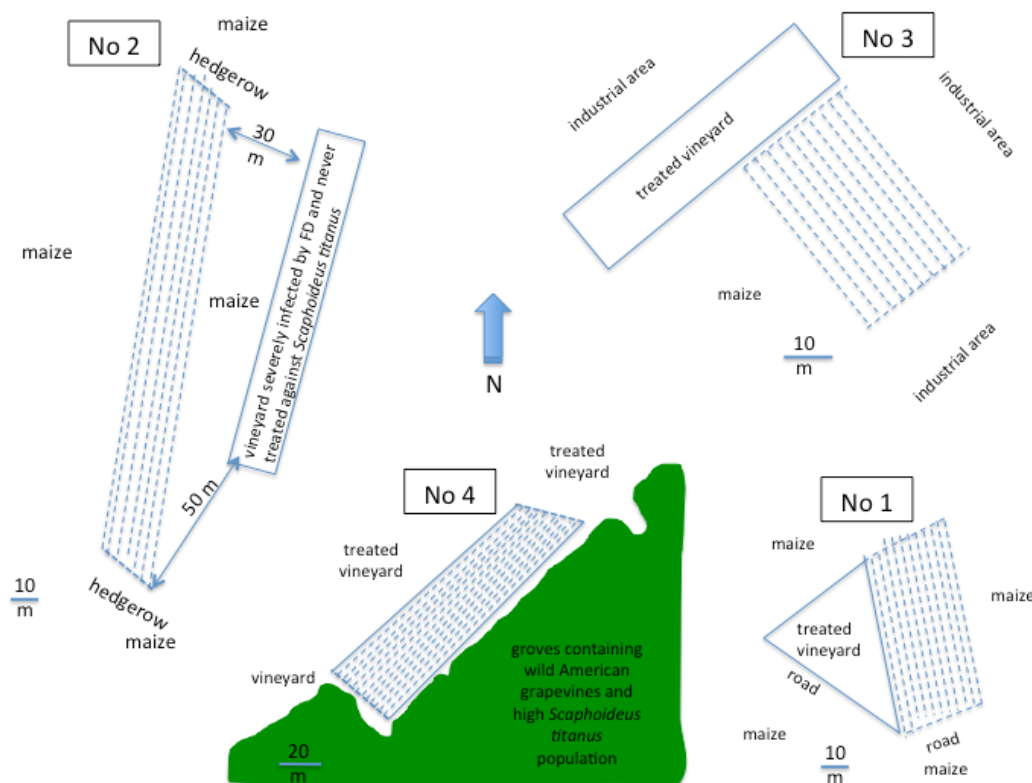 No 2
maize
hedgerow
30
m
maize
maize
vineyard severely infected by FD and never
treated against Scaphoideus titanus
50 m
10
m
hedgerow
maize
No 3
industrial area
treated vineyard
industrial area
maize
10
m
industrial area
N
No 4
treated
vineyard
treated
vineyard
vineyard
groves containing
wild American
grapevines and
high Scaphoideus
titanus
population
20
m
No 1
maize
maize
treated
vineyard
road
maize
10
m
road
maize